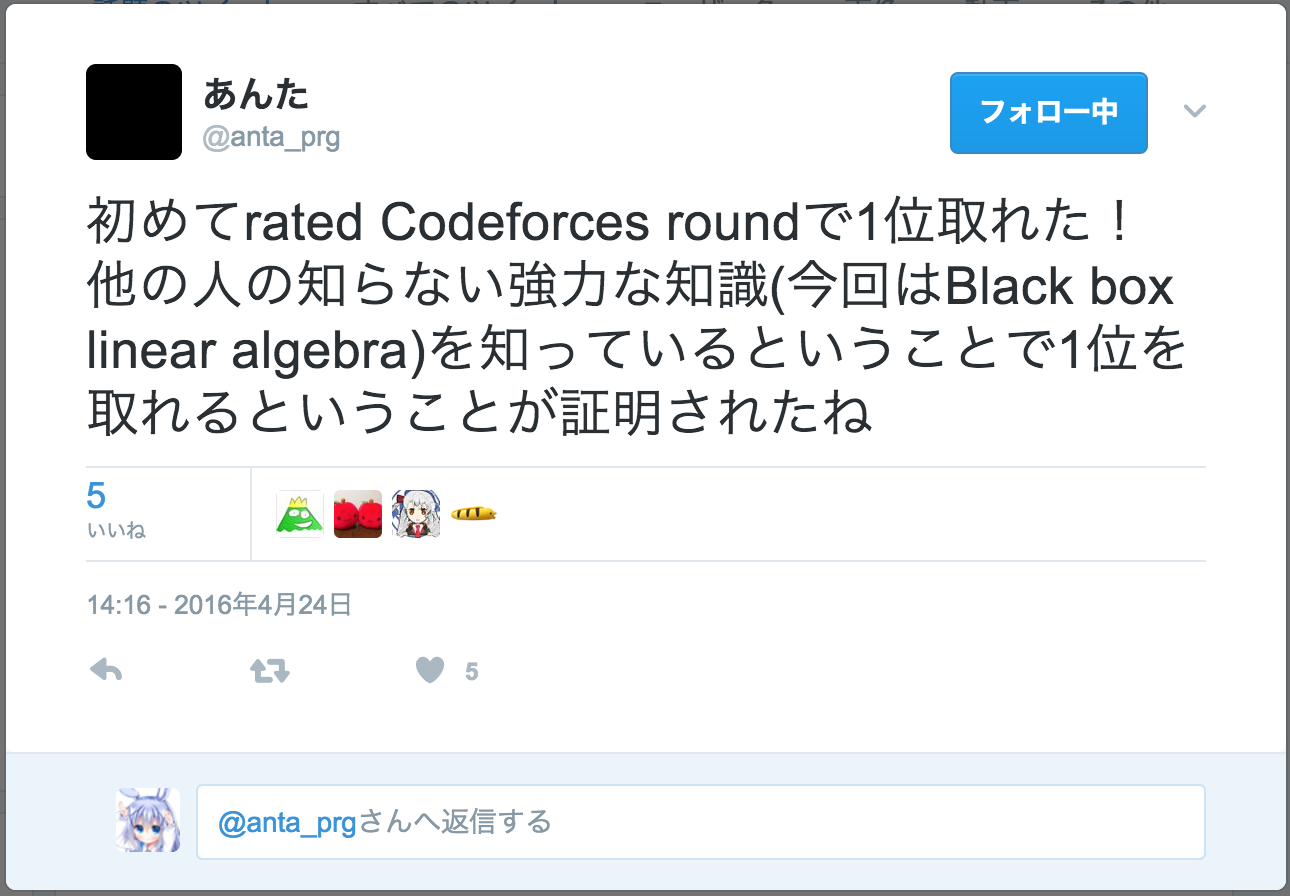 あんた
@anta_prg
フォロー中
初めてrated Codeforces roundで1位取れた！
他の人の知らない強力な知識(今回はBlack box
linear algebra)を知っているということで1位を
取れるということが証明されたね
5
いいね
14:16 - 2016年4月24日
5
@anta_prgさんへ返信する